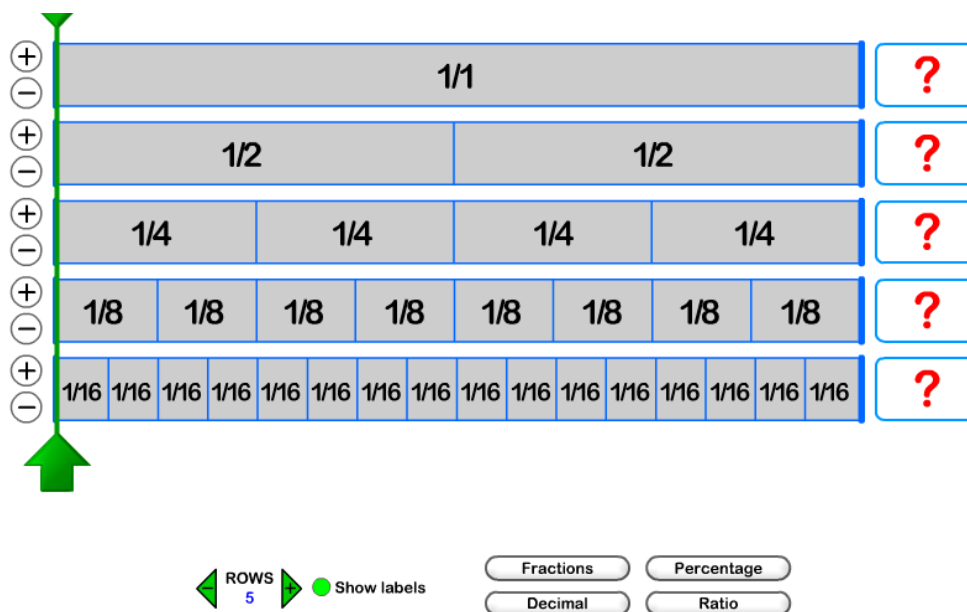 +
−
1/1
?
+
−
1/2 1/2
?
+
−
1/4 1/4 1/4 1/4
?
+
−
1/8 1/8 1/8 1/8 1/8 1/8 1/8 1/8
?
+
−
1/16 1/16 1/16 1/16 1/16 1/16 1/16 1/16 1/16 1/16 1/16 1/16 1/16 1/16 1/16 1/16
?
− ROWS +
5
Show labels
Fractions
Percentage
Decimal
Ratio